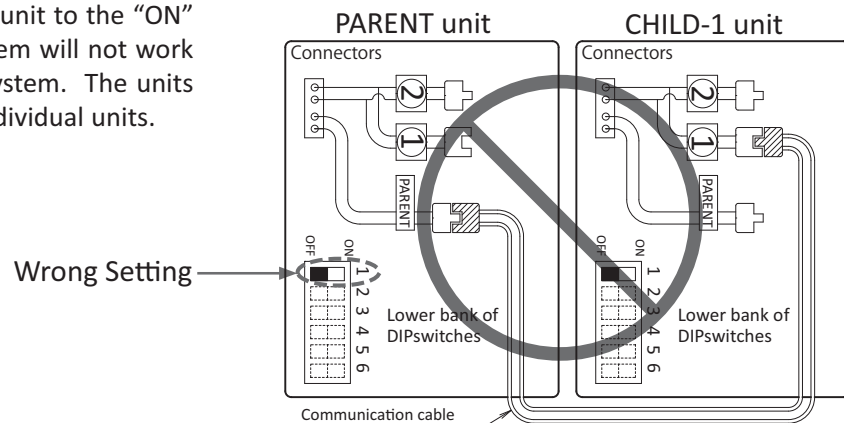 unit to the “ON”
em will not work
ystem. The units
dividual units.
PARENT unit
CHILD-1 unit
Connectors
2
1
PARENT
OFF
ON
1
2
3
4
5
6
Lower bank of
DIPswitches
Connectors
2
1
PARENT
OFF
ON
1
2
3
4
5
6
Lower bank of
DIPswitches
Wrong Setting
Communication cable